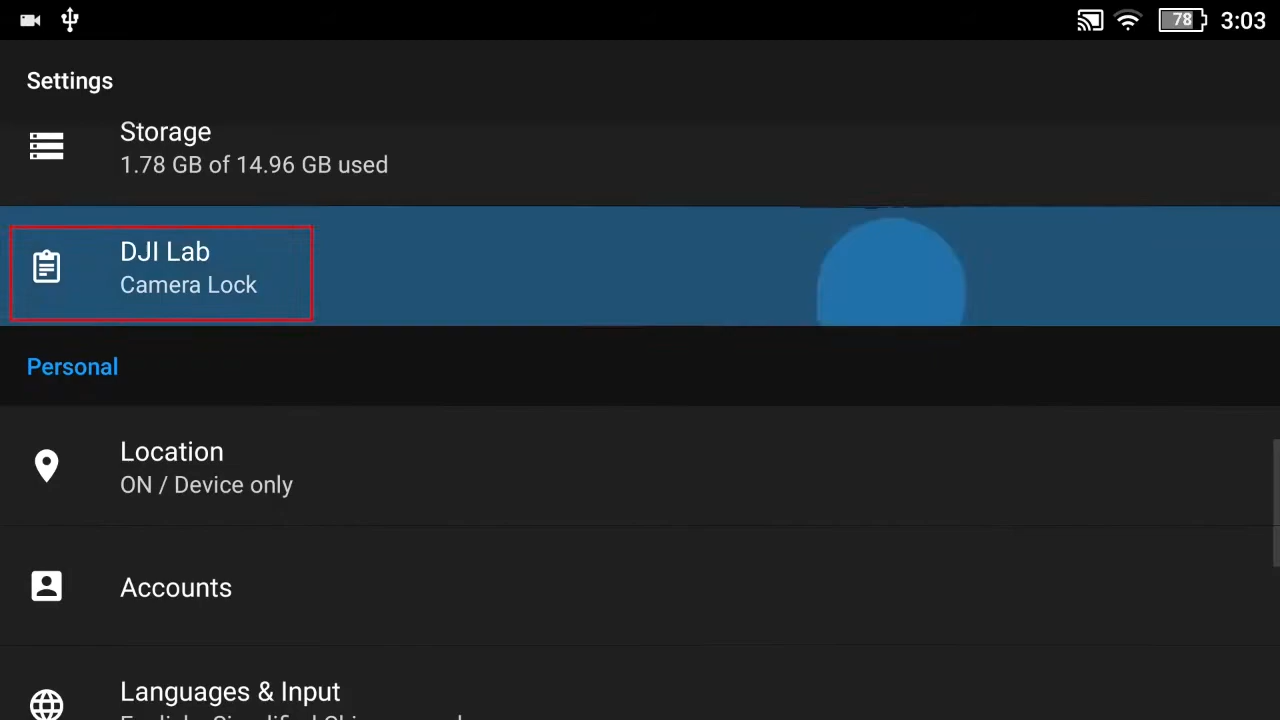 78 3:03
Settings
Storage
1.78 GB of 14.96 GB used
DJI Lab
Camera Lock
Personal
Location
ON / Device only
Accounts
Languages & Input